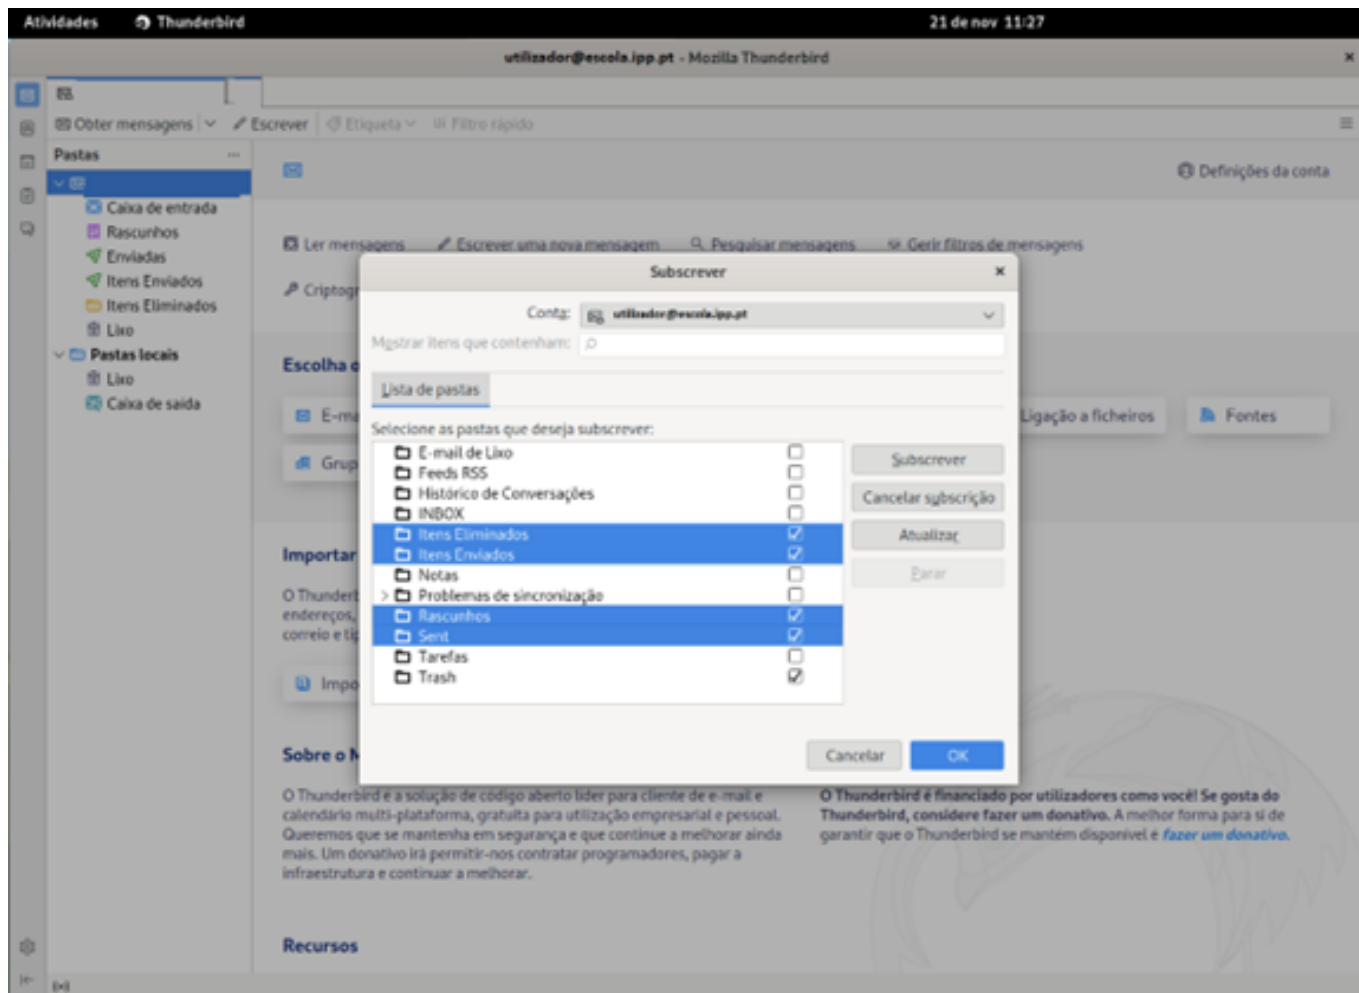 Atividades Thunderbird 21 de nov 11:27
utilizador@escola.ipp.pt - Mozilla Thunderbird
Obter mensagens Escrever Etiqueta Filtro rápido
Pastas
Caixa de entrada
Rascunhos
Enviadas
Itens Enviados
Itens Eliminados
Lixo
Pastas locais
Lixo
Caixa de saída
Definições da conta
Ler mensagens Escrever uma nova mensagem Pesquisar mensagens Gerir filtros de mensagens
Criptogr
Escolha o
E-ma
Grup
Ligação a ficheiros Fontes
Importar
O Thunderb
endereços,
correio e tip
Impo
Sobre o M
O Thunderbird é a solução de código aberto líder para cliente de e-mail e
calendário multi-plataforma, gratuita para utilização empresarial e pessoal.
Queremos que se mantenha em segurança e que continue a melhorar ainda
mais. Um donativo irá permitir-nos contratar programadores, pagar a
infraestrutura e continuar a melhorar.
O Thunderbird é financiado por utilizadores como você! Se gosta do
Thunderbird, considere fazer um donativo. A melhor forma para si de
garantir que o Thunderbird se mantém disponível é fazer um donativo.
Recursos
Subscrever
Conta: utilizador@escola.ipp.pt
Mostrar itens que contenham:
Lista de pastas
Selecione as pastas que deseja subscrever:
E-mail de Lixo
Feeds RSS
Histórico de Conversações
INBOX
Itens Eliminados
Itens Enviados
Notas
Problemas de sincronização
Rascunhos
Sent
Tarefas
Trash
Subscrever
Cancelar subscrição
Atualizar
Parar
Cancelar OK